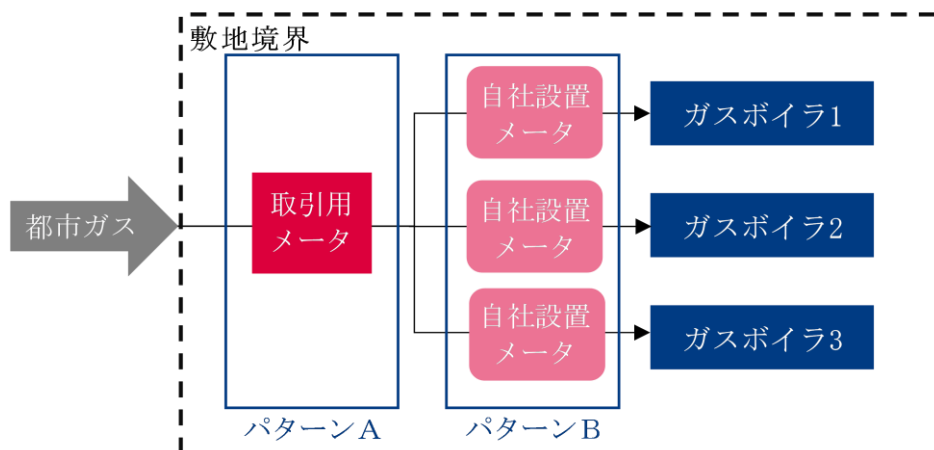 敷地境界
都市ガス
取引用
メータ
自社設置
メータ
ガスボイラ1
自社設置
メータ
ガスボイラ2
自社設置
メータ
ガスボイラ3
パターンA
パターンB